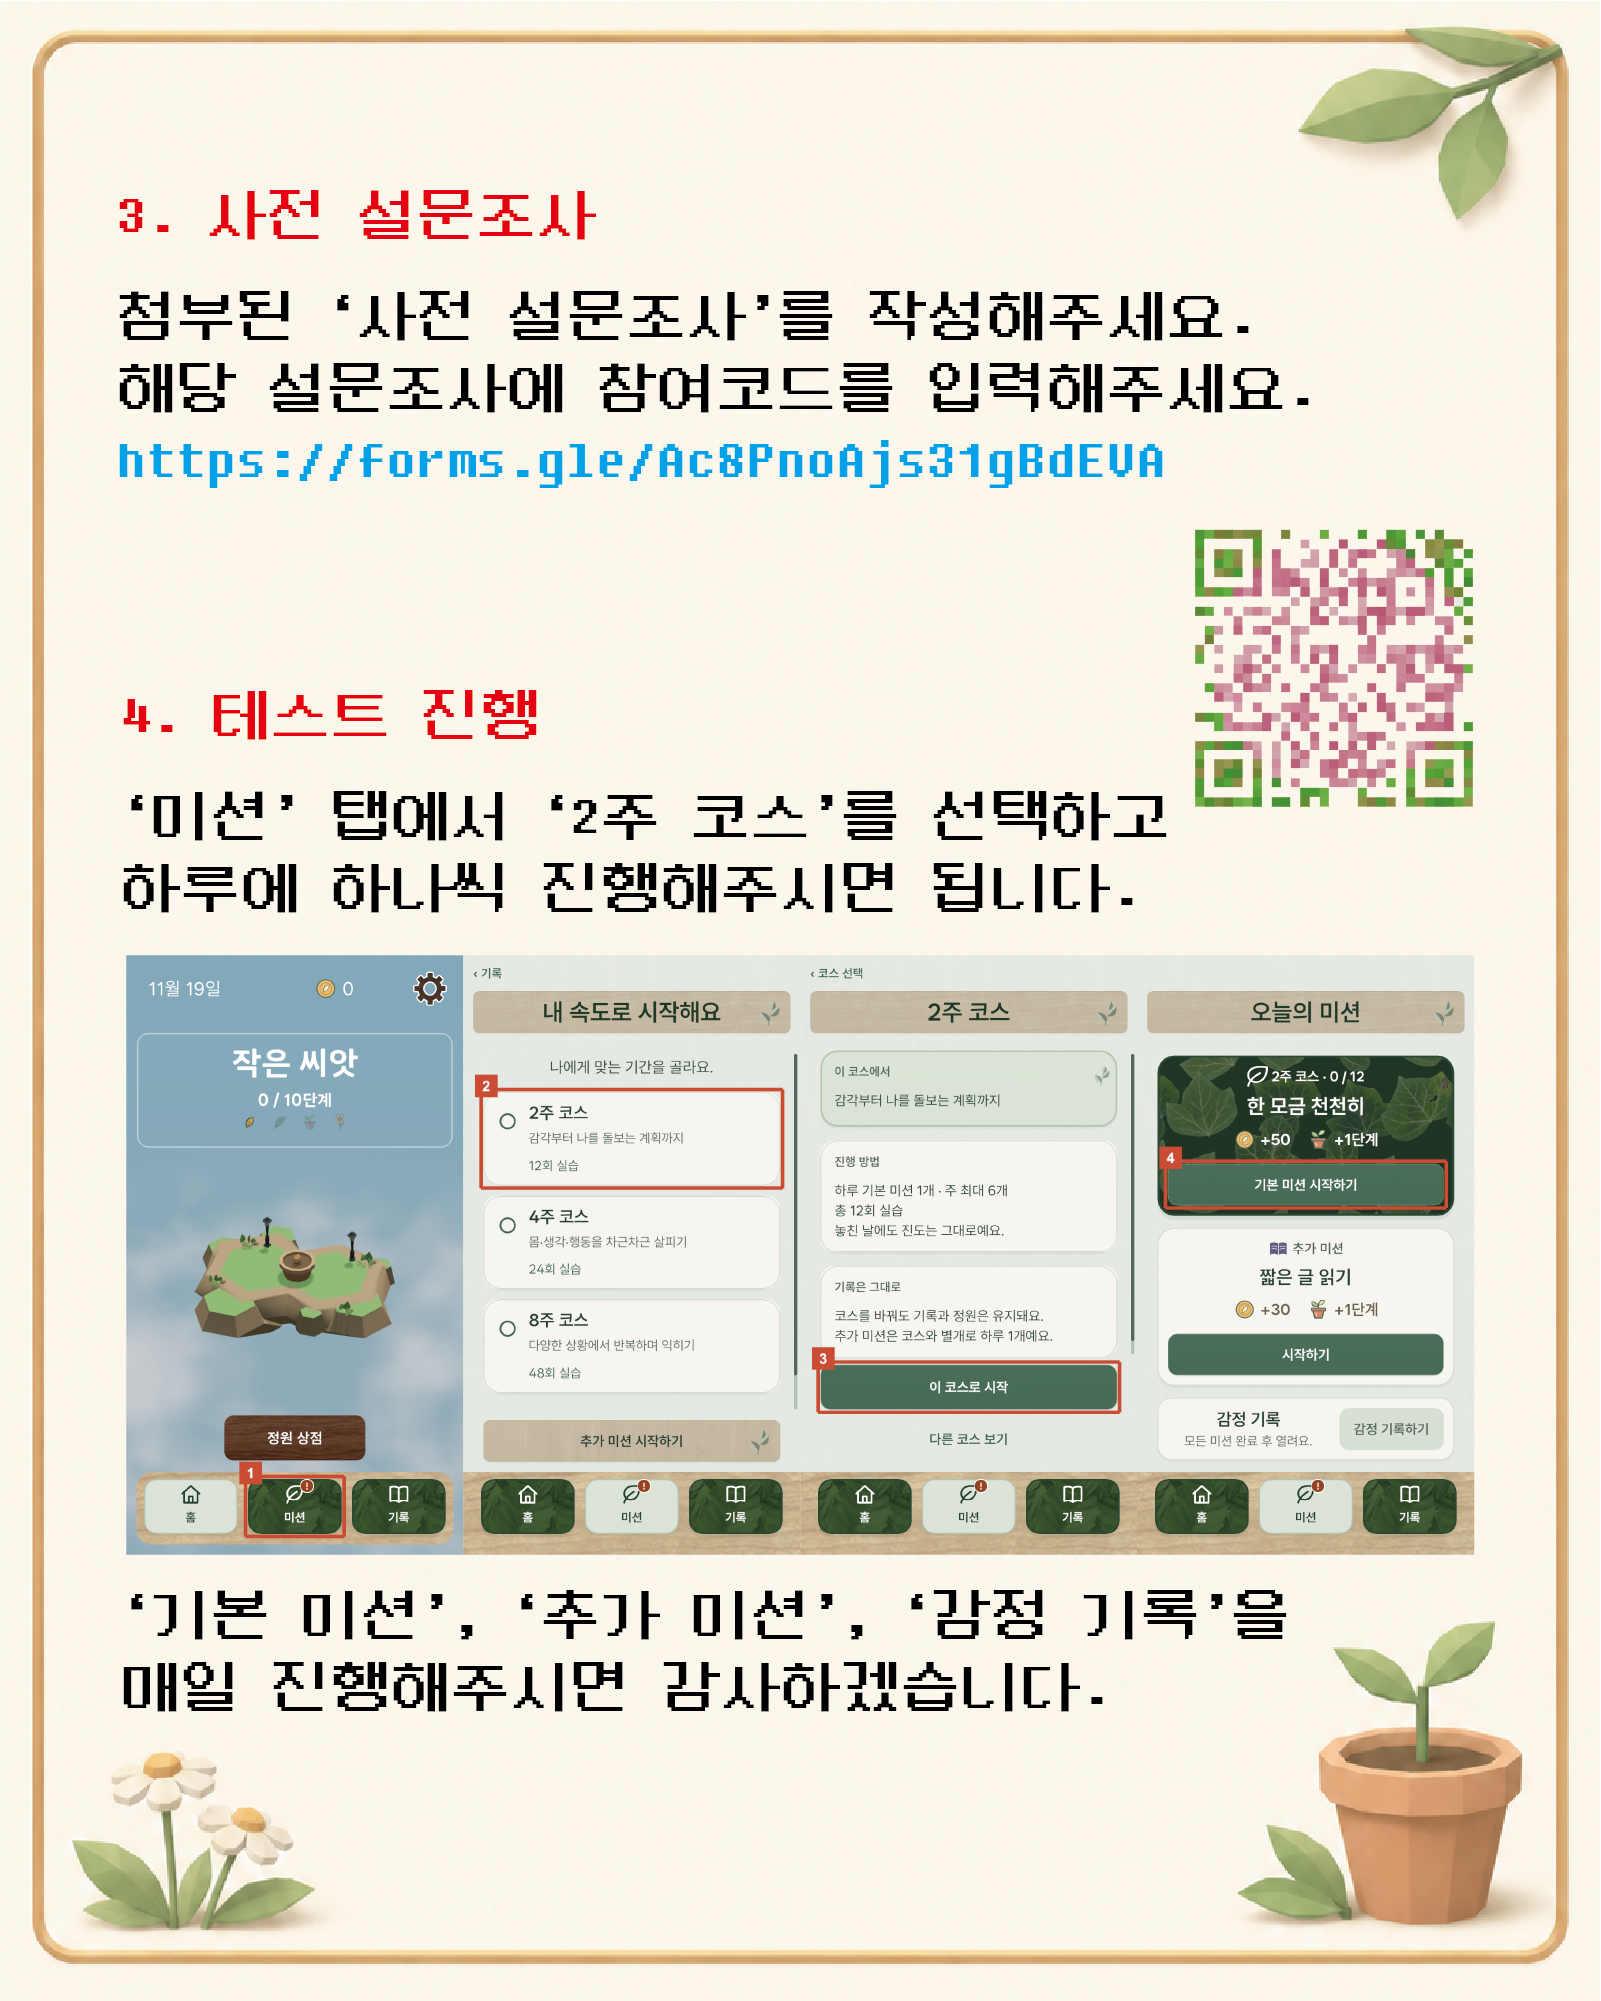 3. 사전 설문조사
첨부된 ‘사전 설문조사’를 작성해주세요.
해당 설문조사에 참여코드를 입력해주세요.
https://forms.gle/Ac8PnoAjs31gBdEVA
4. 테스트 진행
‘미션’ 탭에서 ‘2주 코스’를 선택하고
하루에 하나씩 진행해주시면 됩니다.
11월 19일
0
작은 씨앗
0 / 10단계
정원 상점
1
홈
미션
기록
‹ 기록
내 속도로 시작해요
나에게 맞는 기간을 골라요.
2
2주 코스
감각부터 나를 돌보는 계획까지
12회 실습
4주 코스
몸·생각·행동을 차근차근 살피기
24회 실습
8주 코스
다양한 상황에서 반복하며 익히기
48회 실습
추가 미션 시작하기
홈
미션
기록
‹ 코스 선택
2주 코스
이 코스에서
감각부터 나를 돌보는 계획까지
진행 방법
하루 기본 미션 1개 · 주 최대 6개
총 12회 실습
놓친 날에도 진도는 그대로예요.
기록은 그대로
코스를 바꿔도 기록과 정원은 유지돼요.
추가 미션은 코스와 별개로 하루 1개예요.
3
이 코스로 시작
다른 코스 보기
홈
미션
기록
오늘의 미션
2주 코스 · 0 / 12
한 모금 천천히
+50 +1단계
4
기본 미션 시작하기
추가 미션
짧은 글 읽기
+30 +1단계
시작하기
감정 기록
모든 미션 완료 후 열려요.
감정 기록하기
홈
미션
기록
‘기본 미션’, ‘추가 미션’, ‘감정 기록’을
매일 진행해주시면 감사하겠습니다.